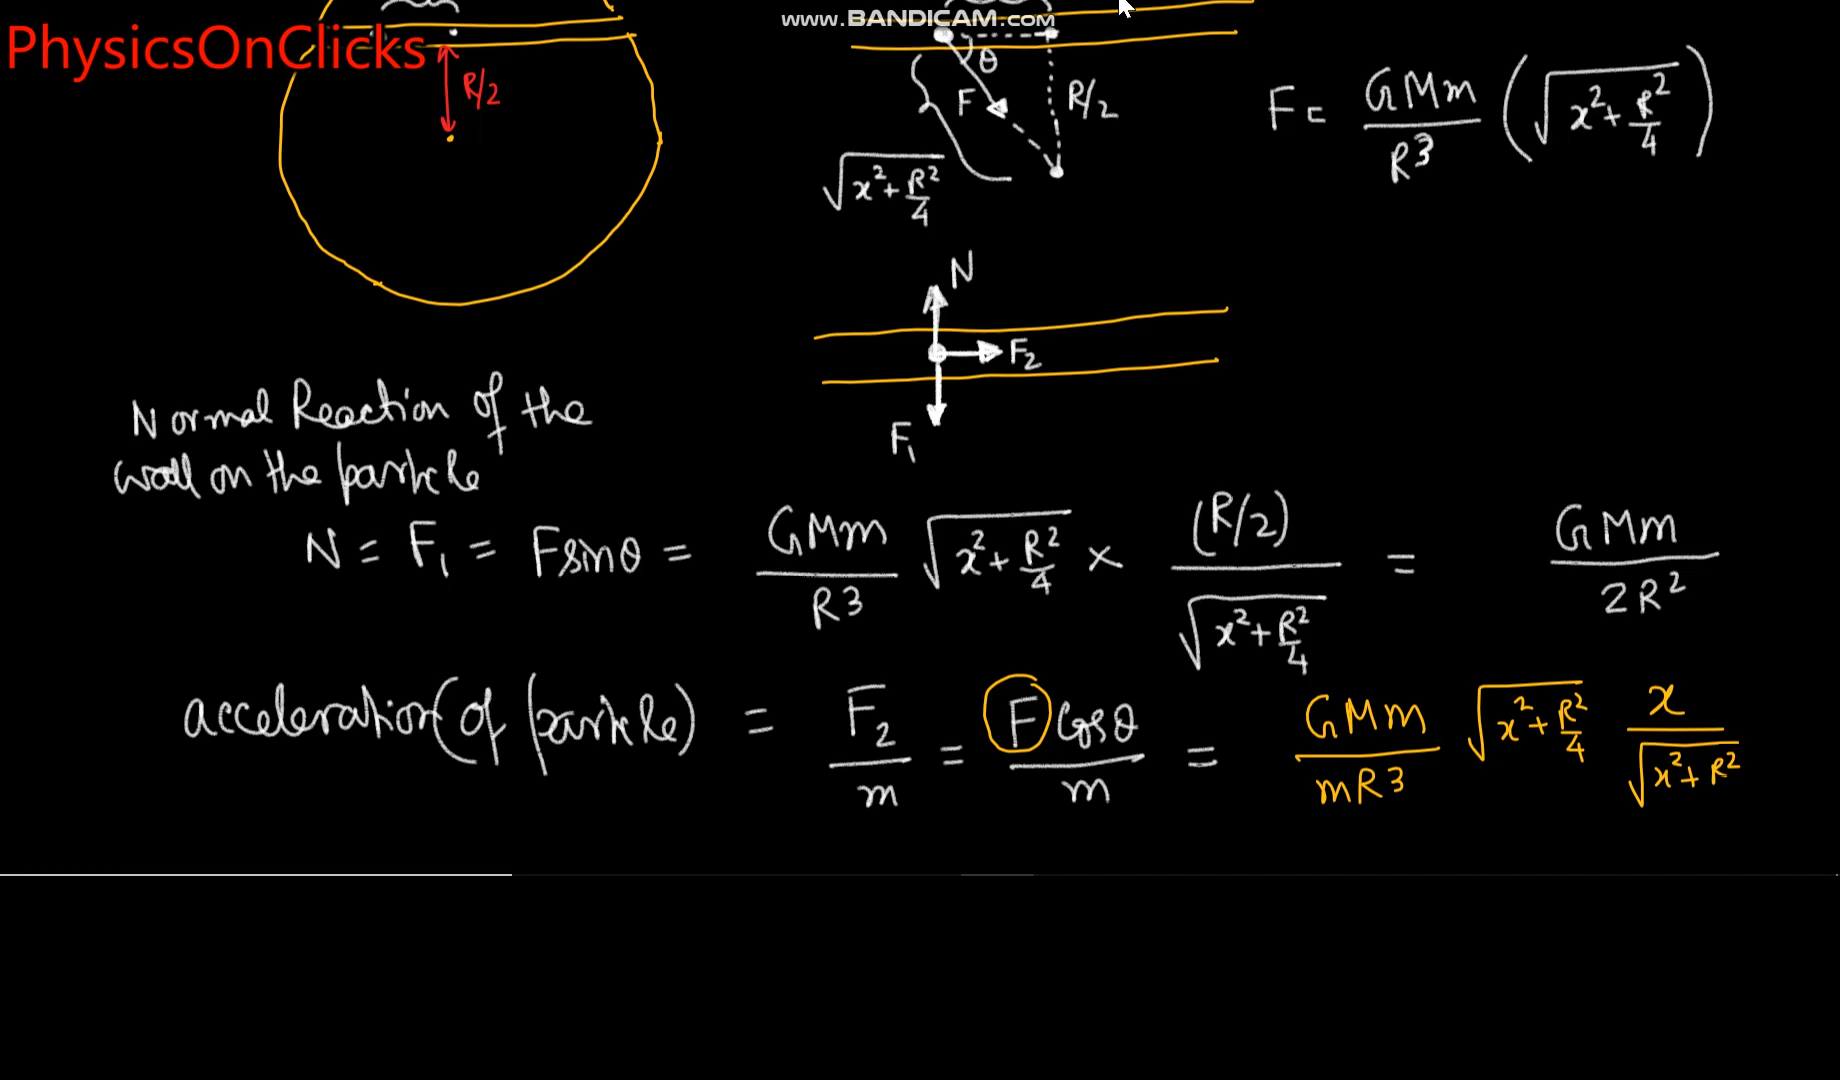 www.BANDICAM.com
PhysicsOnClicks
R/2
θ
F
R/2
√(x²+R²/4)
F = GMm/R³ (√(x²+R²/4))
N
F₂
F₁
Normal Reaction of the
wall on the particle
N = F₁ = Fsinθ = GMm/R³ √(x²+R²/4) × (R/2)/√(x²+R²/4) = GMm/2R²
acceleration (of particle) = F₂/m = Fcosθ/m = GMm/mR³ √(x²+R²/4) x/√(x²+R²)